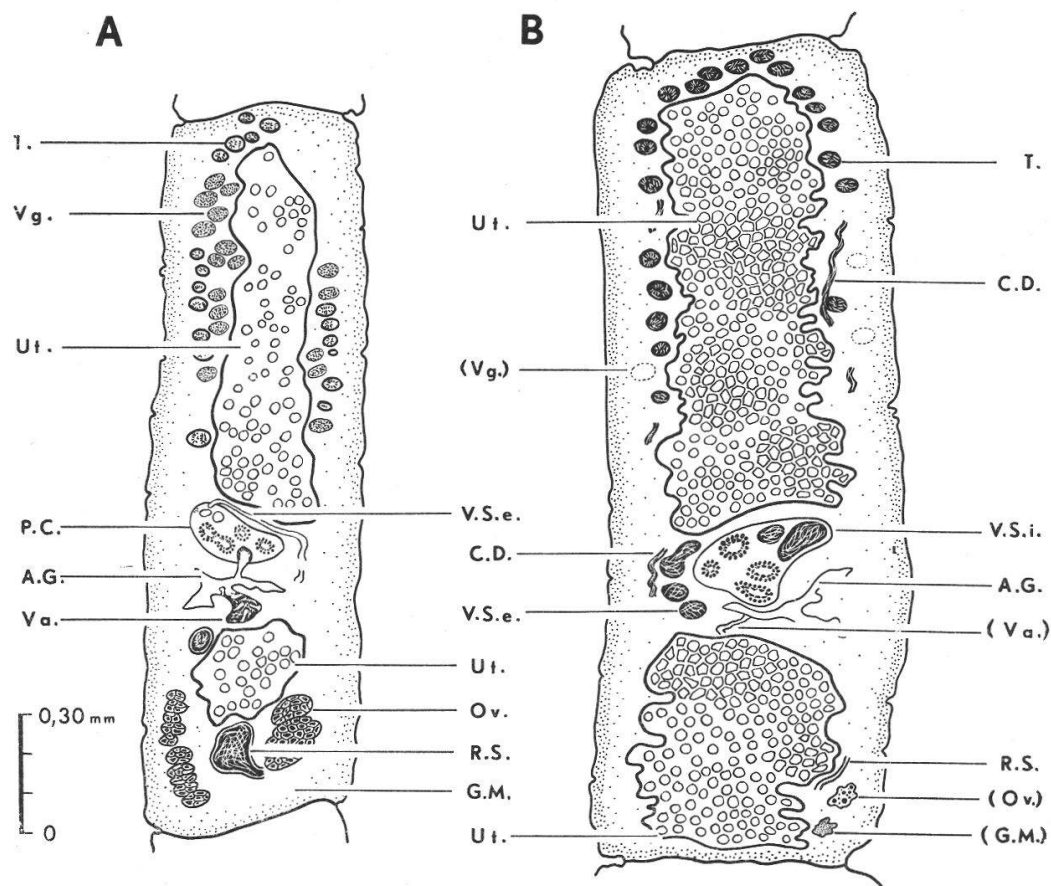 A
B
T.
Vg.
Ut.
P.C.
A.G.
Va.
0,30 mm
0
V.S.e.
Ut.
Ov.
R.S.
G.M.
Ut.
(Vg.)
C.D.
V.S.e.
Ut.
T.
C.D.
V.S.i.
A.G.
(Va.)
R.S.
(Ov.)
(G.M.)